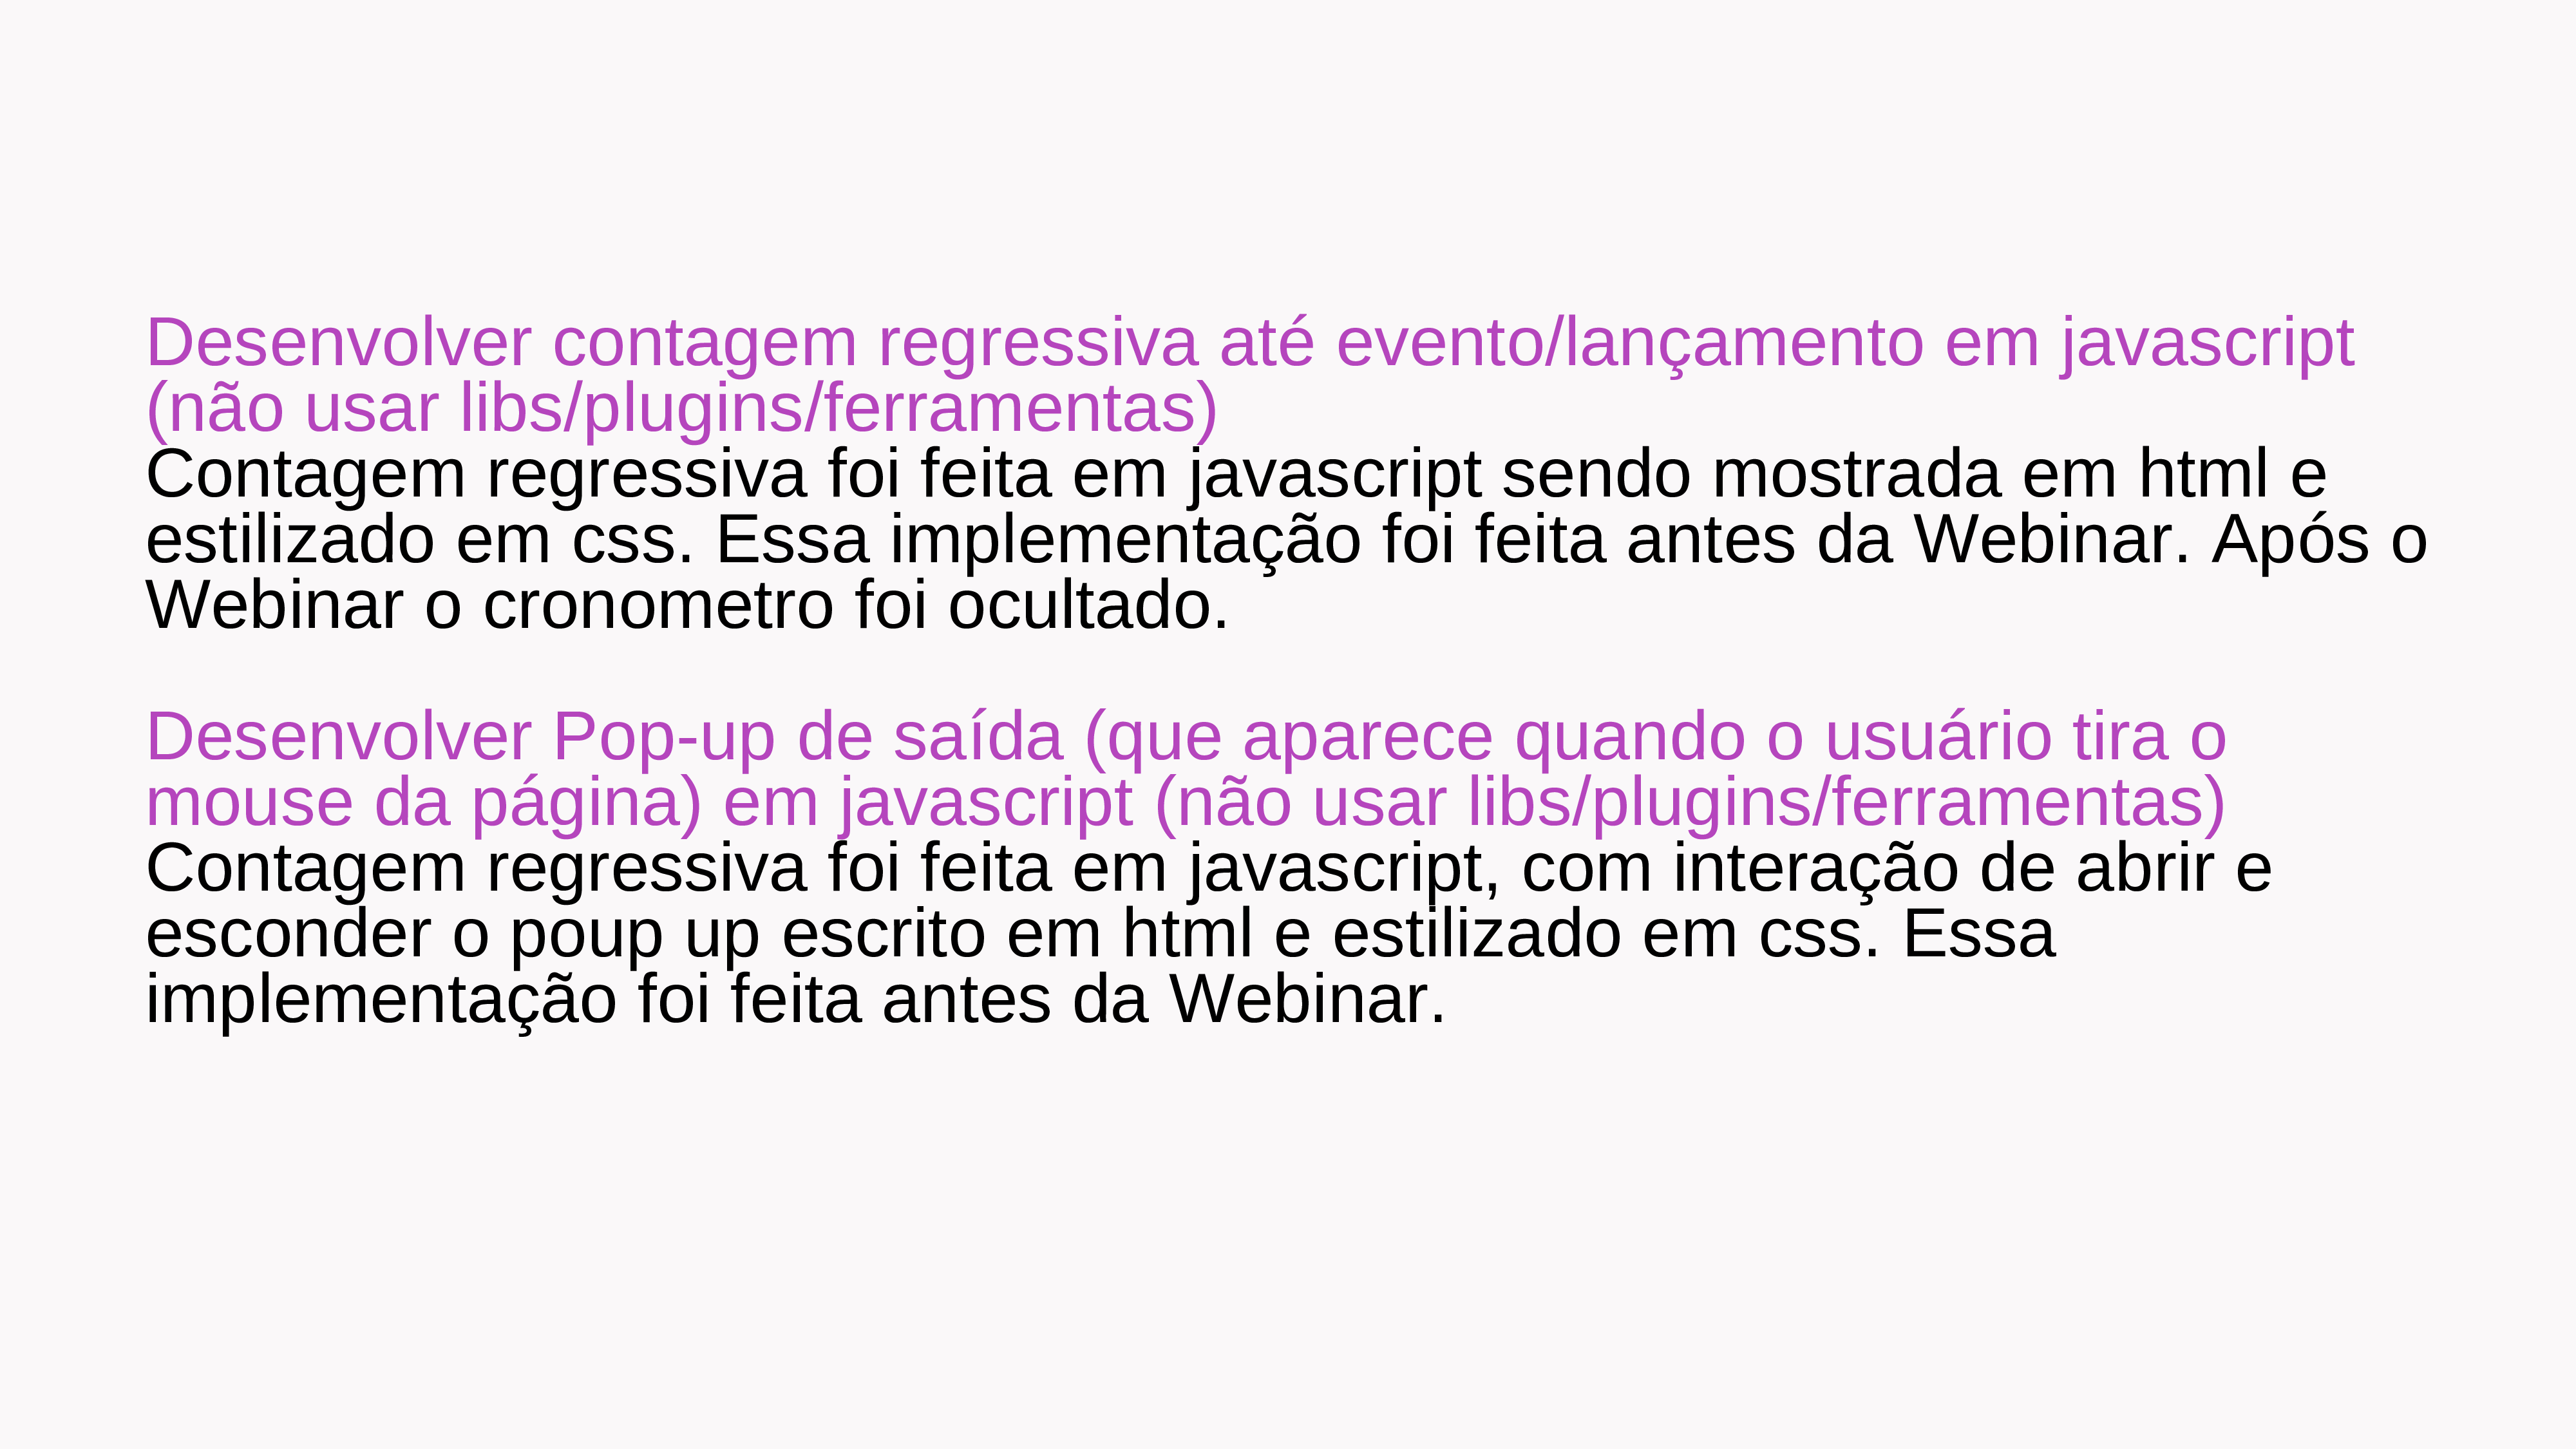 Desenvolver contagem regressiva até evento/lançamento em javascript
(não usar libs/plugins/ferramentas)
Contagem regressiva foi feita em javascript sendo mostrada em html e
estilizado em css. Essa implementação foi feita antes da Webinar. Após o
Webinar o cronometro foi ocultado.
Desenvolver Pop-up de saída (que aparece quando o usuário tira o
mouse da página) em javascript (não usar libs/plugins/ferramentas)
Contagem regressiva foi feita em javascript, com interação de abrir e
esconder o poup up escrito em html e estilizado em css. Essa
implementação foi feita antes da Webinar.